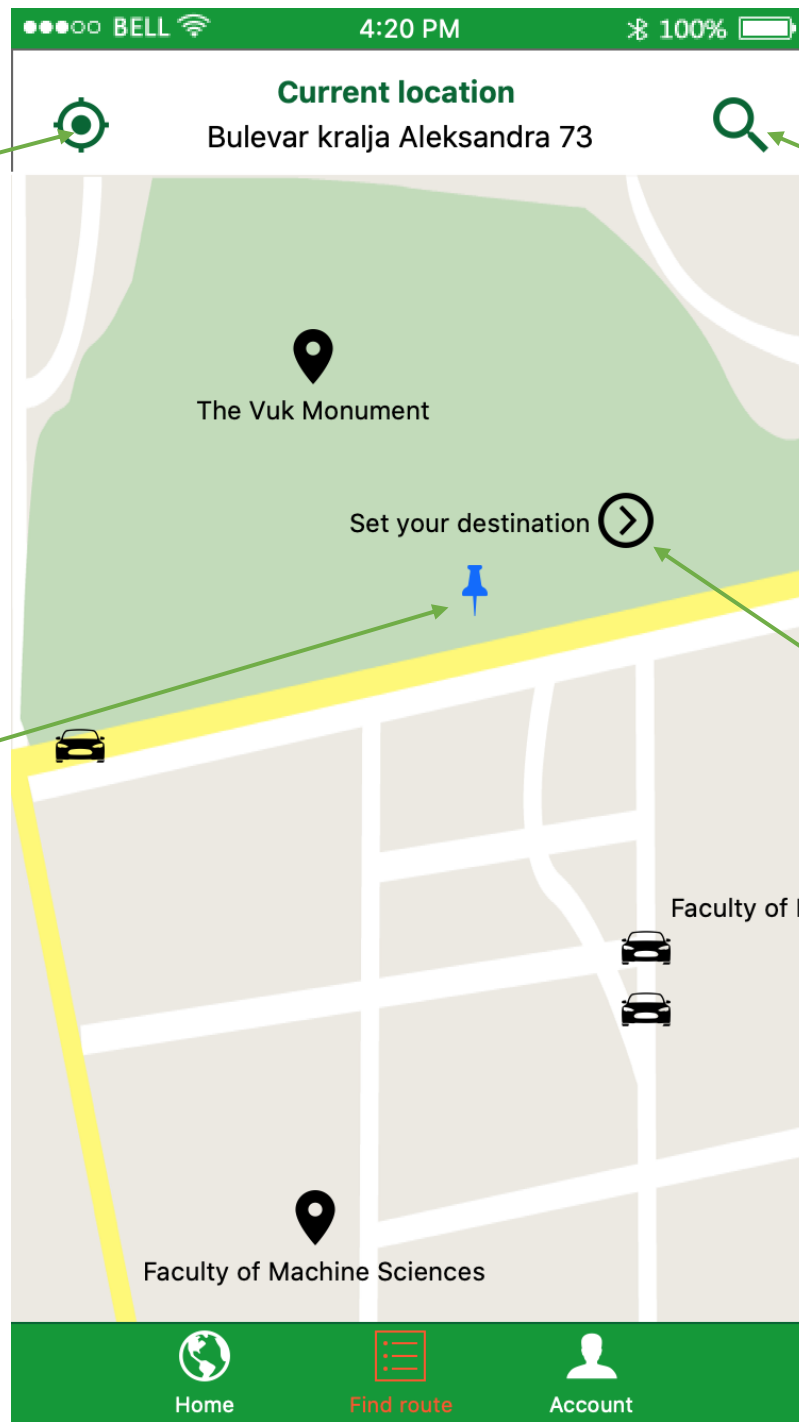 BELL 4:20 PM 100%
Current location
Bulevar kralja Aleksandra 73
The Vuk Monument
Set your destination
Faculty of
Faculty of Machine Sciences
Home Find route Account